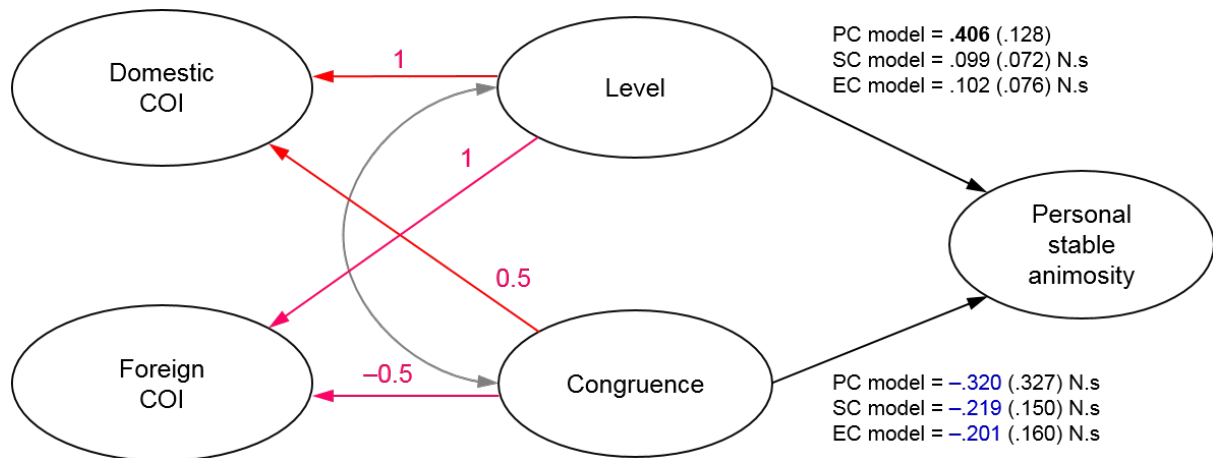 Domestic
COI
1
Level
PC model = .406 (.128)
SC model = .099 (.072) N.s
EC model = .102 (.076) N.s
1
Personal
stable
animosity
0.5
Foreign
COI
–0.5
Congruence
PC model = –.320 (.327) N.s
SC model = –.219 (.150) N.s
EC model = –.201 (.160) N.s